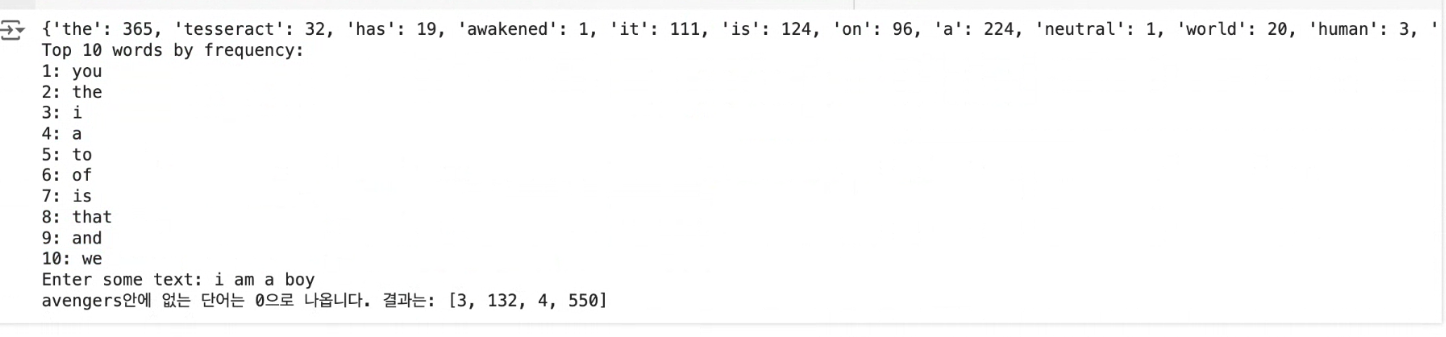 {'the': 365, 'tesseract': 32, 'has': 19, 'awakened': 1, 'it': 111, 'is': 124, 'on': 96, 'a': 224, 'neutral': 1, 'world': 20, 'human': 3, '
Top 10 words by frequency:
1: you
2: the
3: i
4: a
5: to
6: of
7: is
8: that
9: and
10: we
Enter some text: i am a boy
avengers안에 없는 단어는 0으로 나옵니다. 결과는: [3, 132, 4, 550]